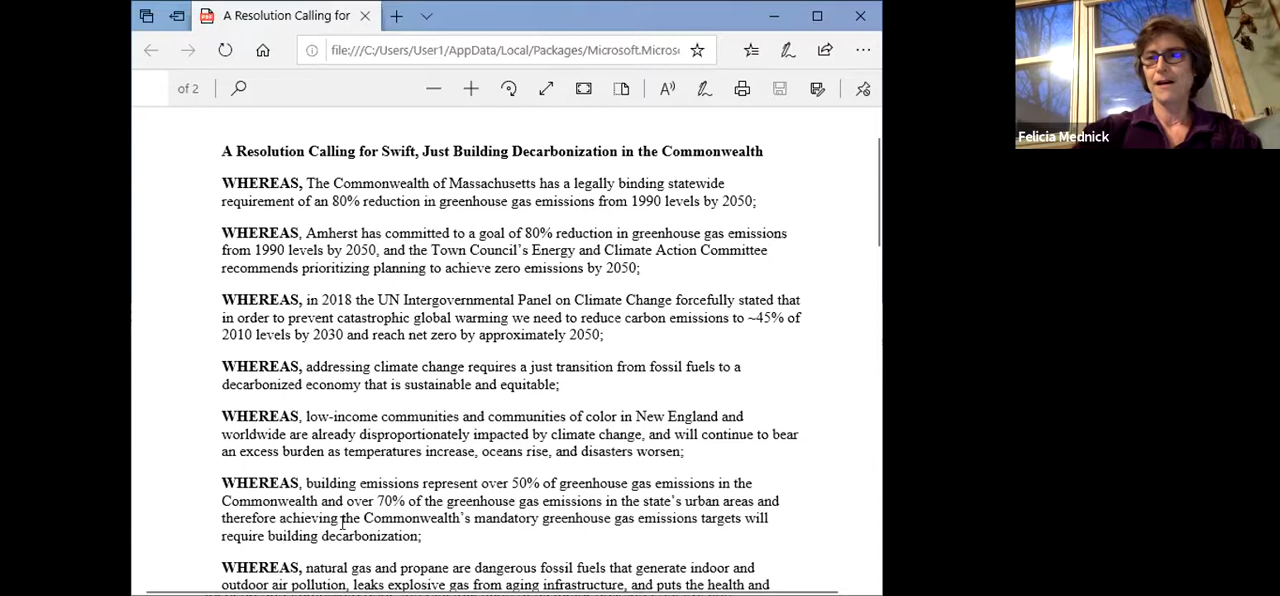 A Resolution Calling for
file:///C:/Users/User1/AppData/Local/Packages/Microsoft.Micros
of 2
A Resolution Calling for Swift, Just Building Decarbonization in the Commonwealth
WHEREAS, The Commonwealth of Massachusetts has a legally binding statewide
requirement of an 80% reduction in greenhouse gas emissions from 1990 levels by 2050;
WHEREAS, Amherst has committed to a goal of 80% reduction in greenhouse gas emissions
from 1990 levels by 2050, and the Town Council's Energy and Climate Action Committee
recommends prioritizing planning to achieve zero emissions by 2050;
WHEREAS, in 2018 the UN Intergovernmental Panel on Climate Change forcefully stated that
in order to prevent catastrophic global warming we need to reduce carbon emissions to ~45% of
2010 levels by 2030 and reach net zero by approximately 2050;
WHEREAS, addressing climate change requires a just transition from fossil fuels to a
decarbonized economy that is sustainable and equitable;
WHEREAS, low-income communities and communities of color in New England and
worldwide are already disproportionately impacted by climate change, and will continue to bear
an excess burden as temperatures increase, oceans rise, and disasters worsen;
WHEREAS, building emissions represent over 50% of greenhouse gas emissions in the
Commonwealth and over 70% of the greenhouse gas emissions in the state's urban areas and
therefore achieving the Commonwealth's mandatory greenhouse gas emissions targets will
require building decarbonization;
WHEREAS, natural gas and propane are dangerous fossil fuels that generate indoor and
outdoor air pollution, leaks explosive gas from aging infrastructure, and puts the health and
Felicia Mednick